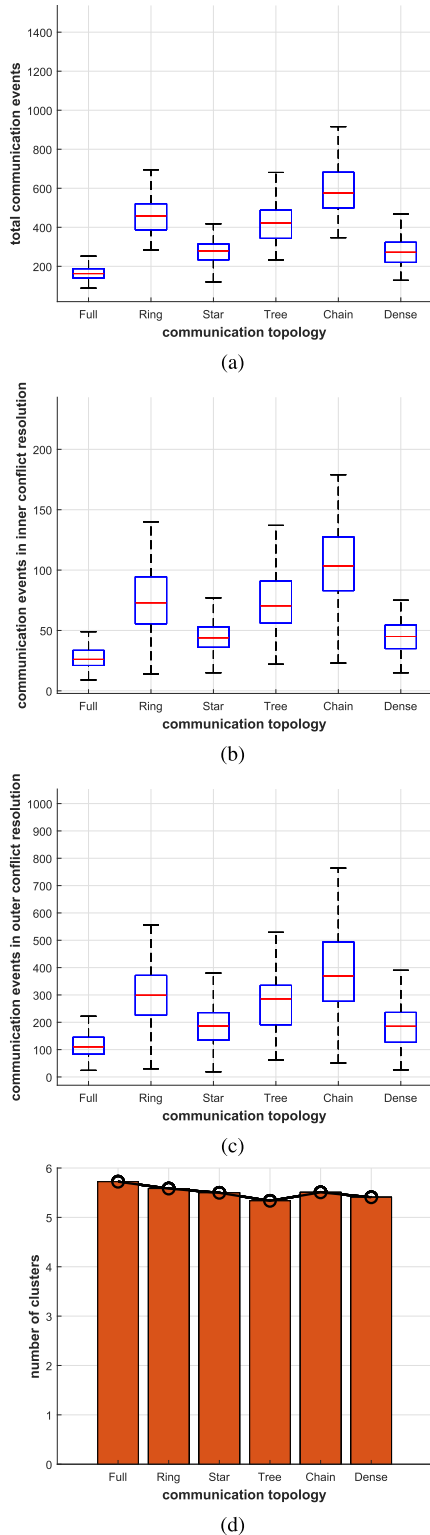 total communication events
1400
1200
1000
800
600
400
200
Full Ring Star Tree Chain Dense
communication topology
(a)
communication events in inner conflict resolution
200
150
100
50
0
Full Ring Star Tree Chain Dense
communication topology
(b)
communication events in outer conflict resolution
1000
900
800
700
600
500
400
300
200
100
0
Full Ring Star Tree Chain Dense
communication topology
(c)
number of clusters
6
5
4
3
2
1
0
Full Ring Star Tree Chain Dense
communication topology
(d)